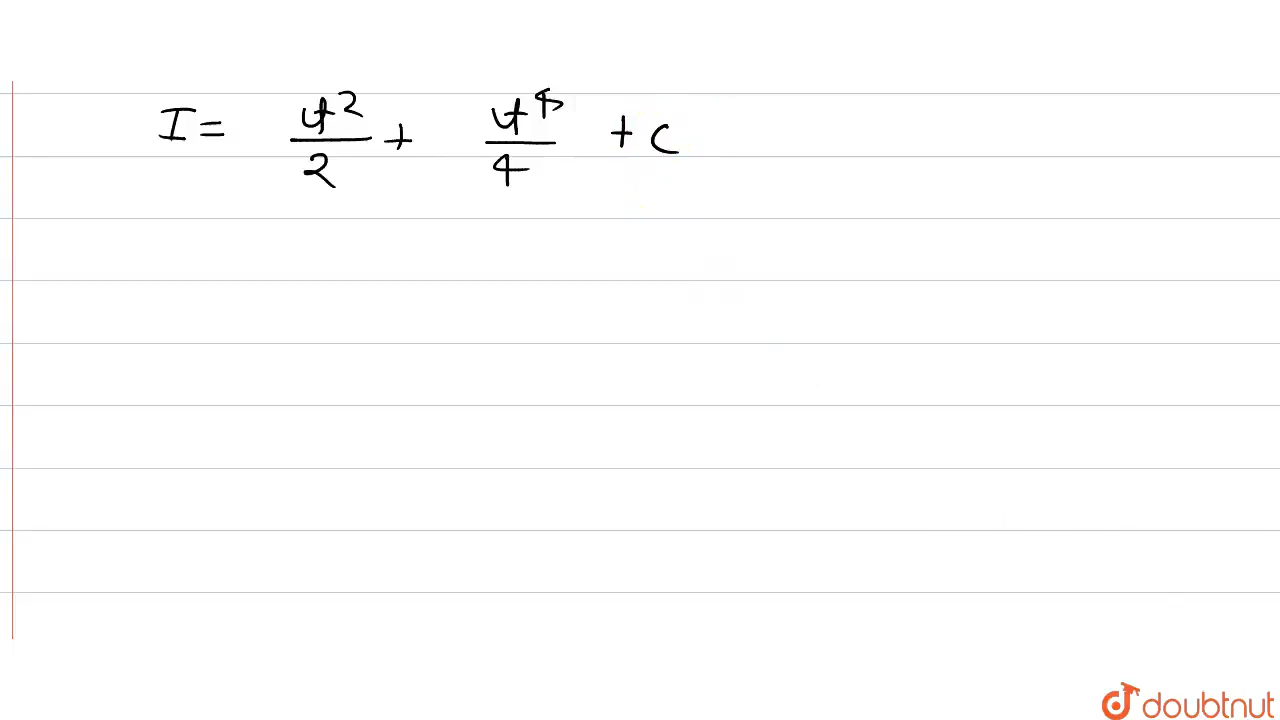 I = t²/2 + t⁴/4 + c
doubtnut